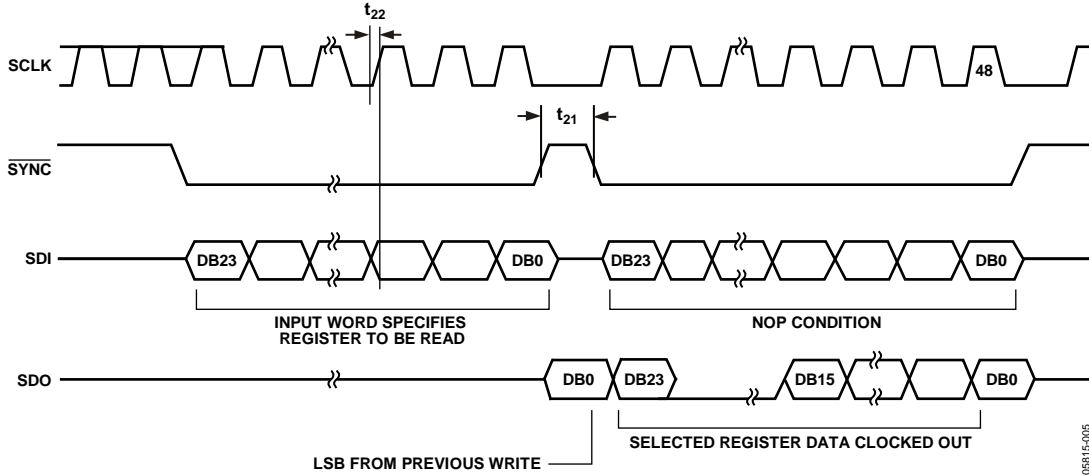 t22
SCLK
48
t21
SYNC
SDI
DB23
DB0
DB23
DB0
INPUT WORD SPECIFIES
REGISTER TO BE READ
NOP CONDITION
SDO
DB0
DB23
DB15
DB0
SELECTED REGISTER DATA CLOCKED OUT
LSB FROM PREVIOUS WRITE
05815-005